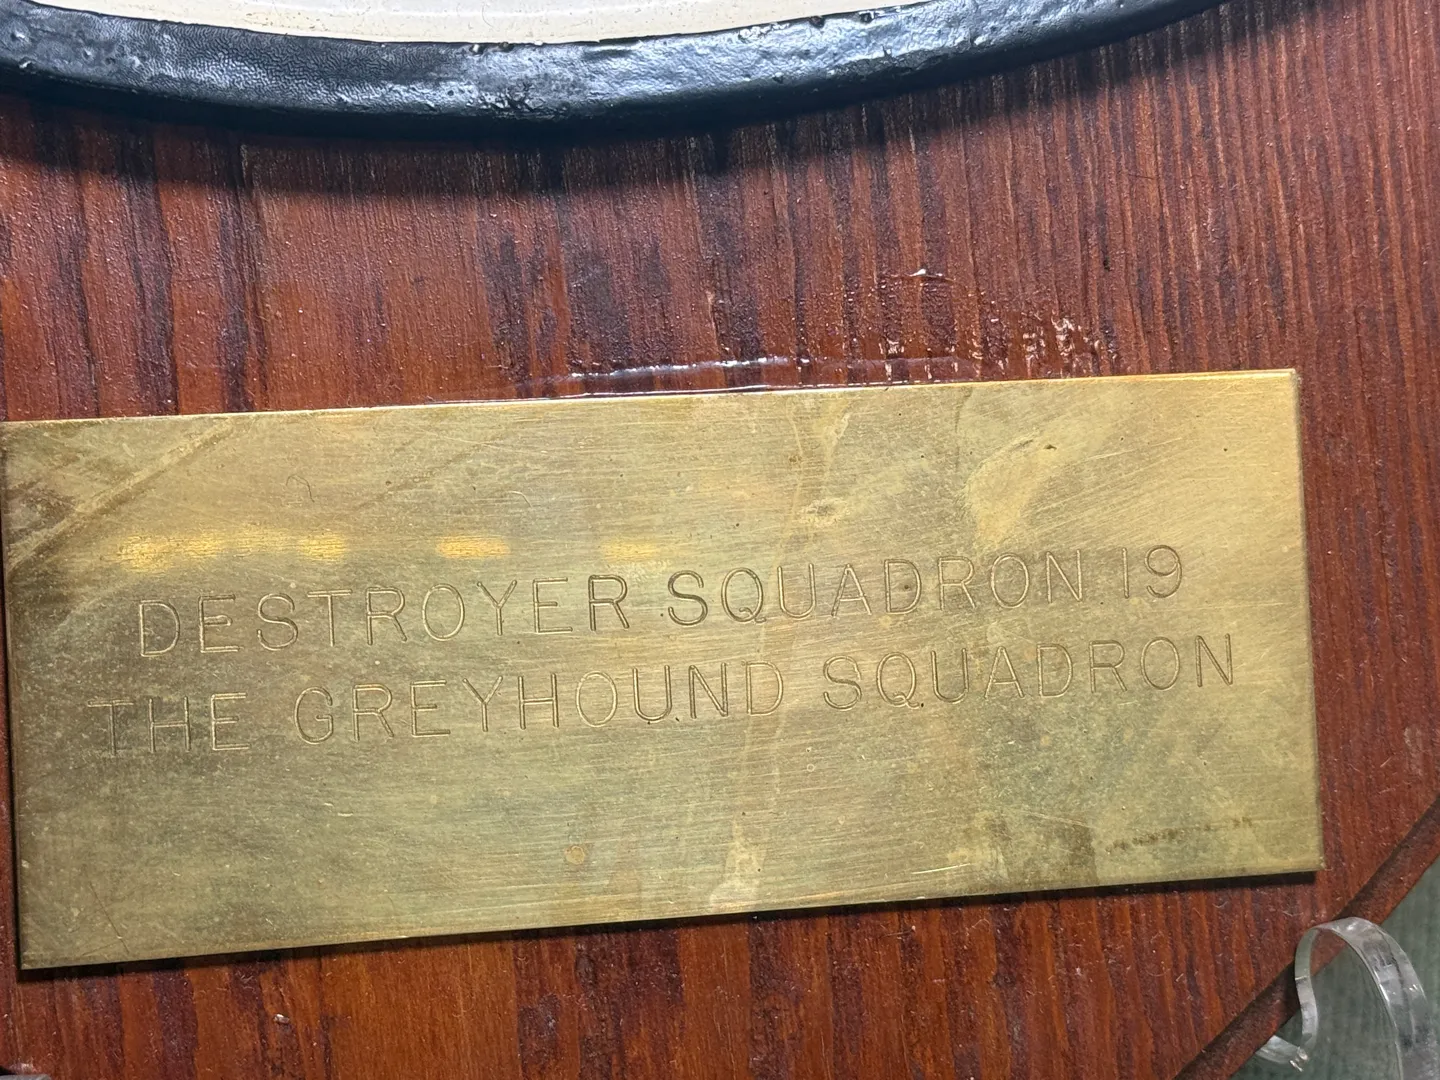 DESTROYER SQUADRON 19
THE GREYHOUND SQUADRON